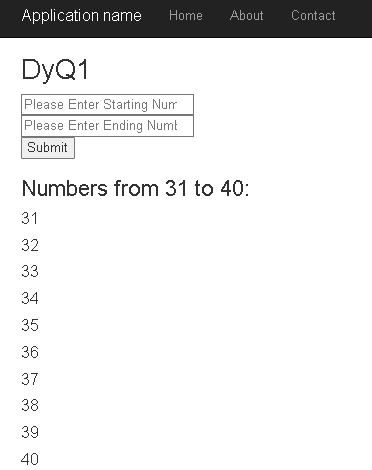 Application name Home About Contact
DyQ1
Please Enter Starting Num
Please Enter Ending Numb
Submit
Numbers from 31 to 40:
31
32
33
34
35
36
37
38
39
40